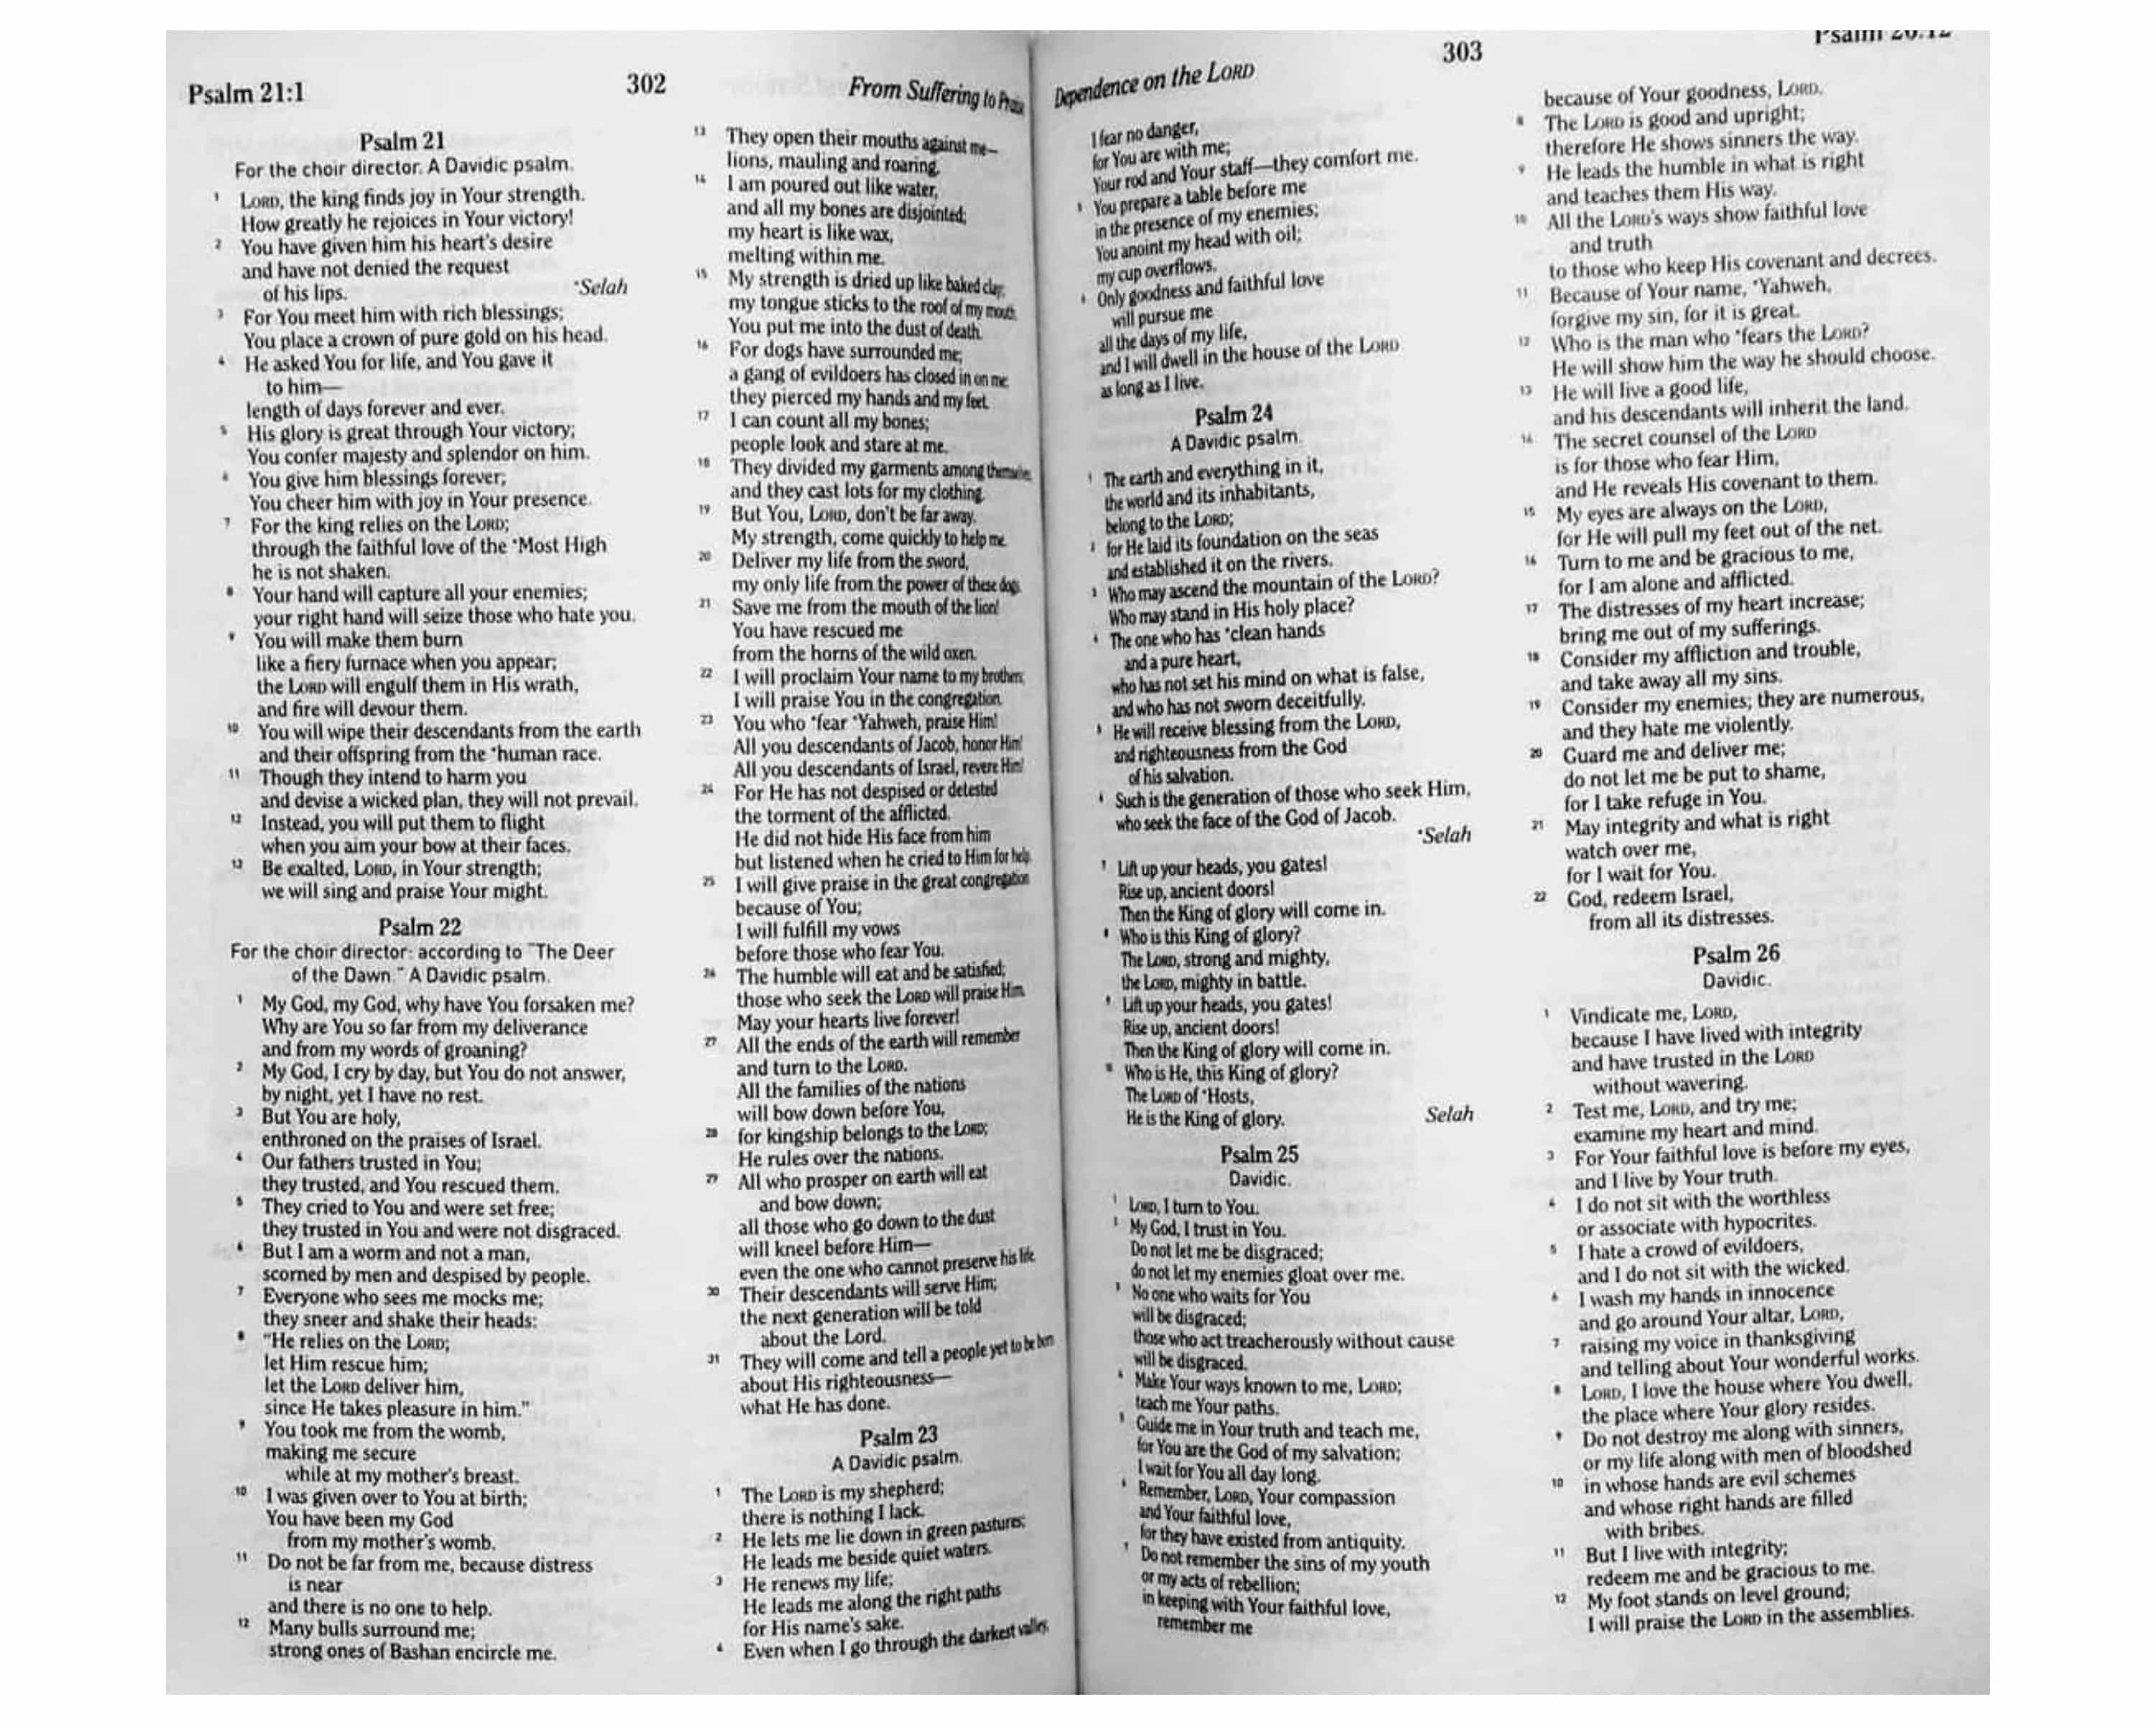 Psalm 21:1
302
From Suffering to Praise
Psalm 21
For the choir director. A Davidic psalm.
1 LORD, the king finds joy in Your strength.
How greatly he rejoices in Your victory!
2 You have given him his heart's desire
and have not denied the request
of his lips. *Selah
3 For You meet him with rich blessings;
You place a crown of pure gold on his head.
4 He asked You for life, and You gave it
to him—
length of days forever and ever.
5 His glory is great through Your victory;
You confer majesty and splendor on him.
6 You give him blessings forever;
You cheer him with joy in Your presence.
7 For the king relies on the LORD;
through the faithful love of the *Most High
he is not shaken.
8 Your hand will capture all your enemies;
your right hand will seize those who hate you.
9 You will make them burn
like a fiery furnace when you appear;
the LORD will engulf them in His wrath,
and fire will devour them.
10 You will wipe their descendants from the earth
and their offspring from the *human race.
11 Though they intend to harm you
and devise a wicked plan, they will not prevail.
12 Instead, you will put them to flight
when you aim your bow at their faces.
13 Be exalted, LORD, in Your strength;
we will sing and praise Your might.
Psalm 22
For the choir director: according to "The Deer
of the Dawn." A Davidic psalm.
1 My God, my God, why have You forsaken me?
Why are You so far from my deliverance
and from my words of groaning?
2 My God, I cry by day, but You do not answer,
by night, yet I have no rest.
3 But You are holy,
enthroned on the praises of Israel.
4 Our fathers trusted in You;
they trusted, and You rescued them.
5 They cried to You and were set free;
they trusted in You and were not disgraced.
6 But I am a worm and not a man,
scorned by men and despised by people.
7 Everyone who sees me mocks me;
they sneer and shake their heads:
8 "He relies on the LORD;
let Him rescue him;
let the LORD deliver him,
since He takes pleasure in him."
9 You took me from the womb,
making me secure
while at my mother's breast.
10 I was given over to You at birth;
You have been my God
from my mother's womb.
11 Do not be far from me, because distress
is near
and there is no one to help.
12 Many bulls surround me;
strong ones of Bashan encircle me.
13 They open their mouths against me—
lions, mauling and roaring.
14 I am poured out like water,
and all my bones are disjointed;
my heart is like wax,
melting within me.
15 My strength is dried up like baked clay;
my tongue sticks to the roof of my mouth.
You put me into the dust of death.
16 For dogs have surrounded me;
a gang of evildoers has closed in on me;
they pierced my hands and my feet.
17 I can count all my bones;
people look and stare at me.
18 They divided my garments among themselves,
and they cast lots for my clothing.
19 But You, LORD, don't be far away.
My strength, come quickly to help me.
20 Deliver my life from the sword,
my only life from the power of these dogs.
21 Save me from the mouth of the lion!
You have rescued me
from the horns of the wild oxen.
22 I will proclaim Your name to my brothers;
I will praise You in the congregation.
23 You who *fear *Yahweh, praise Him!
All you descendants of Jacob, honor Him!
All you descendants of Israel, revere Him!
24 For He has not despised or detested
the torment of the afflicted.
He did not hide His face from him
but listened when he cried to Him for help.
25 I will give praise in the great congregation
because of You;
I will fulfill my vows
before those who fear You.
26 The humble will eat and be satisfied;
those who seek the LORD will praise Him.
May your hearts live forever!
27 All the ends of the earth will remember
and turn to the LORD.
All the families of the nations
will bow down before You,
28 for kingship belongs to the LORD;
He rules over the nations.
29 All who prosper on earth will eat
and bow down;
all those who go down to the dust
will kneel before Him—
even the one who cannot preserve his life.
30 Their descendants will serve Him;
the next generation will be told
about the Lord.
31 They will come and tell a people yet to be born
about His righteousness—
what He has done.
Psalm 23
A Davidic psalm.
1 The LORD is my shepherd;
there is nothing I lack.
2 He lets me lie down in green pastures;
He leads me beside quiet waters.
3 He renews my life;
He leads me along the right paths
for His name's sake.
4 Even when I go through the darkest valley,
Dependence on the LORD
303
Psalm 26:12
I fear no danger,
for You are with me;
Your rod and Your staff—they comfort me.
5 You prepare a table before me
in the presence of my enemies;
You anoint my head with oil;
my cup overflows.
6 Only goodness and faithful love
will pursue me
all the days of my life,
and I will dwell in the house of the LORD
as long as I live.
Psalm 24
A Davidic psalm.
1 The earth and everything in it,
the world and its inhabitants,
belong to the LORD;
2 for He laid its foundation on the seas
and established it on the rivers.
3 Who may ascend the mountain of the LORD?
Who may stand in His holy place?
4 The one who has *clean hands
and a pure heart,
who has not set his mind on what is false,
and who has not sworn deceitfully.
5 He will receive blessing from the LORD,
and righteousness from the God
of his salvation.
6 Such is the generation of those who seek Him,
who seek the face of the God of Jacob.
*Selah
7 Lift up your heads, you gates!
Rise up, ancient doors!
Then the King of glory will come in.
8 Who is this King of glory?
The LORD, strong and mighty,
the LORD, mighty in battle.
9 Lift up your heads, you gates!
Rise up, ancient doors!
Then the King of glory will come in.
10 Who is He, this King of glory?
The LORD of *Hosts,
He is the King of glory. Selah
Psalm 25
Davidic.
1 LORD, I turn to You.
2 My God, I trust in You.
Do not let me be disgraced;
do not let my enemies gloat over me.
3 No one who waits for You
will be disgraced;
those who act treacherously without cause
will be disgraced.
4 Make Your ways known to me, LORD;
teach me Your paths.
5 Guide me in Your truth and teach me,
for You are the God of my salvation;
I wait for You all day long.
6 Remember, LORD, Your compassion
and Your faithful love,
for they have existed from antiquity.
7 Do not remember the sins of my youth
or my acts of rebellion;
in keeping with Your faithful love,
remember me
because of Your goodness, LORD.
8 The LORD is good and upright;
therefore He shows sinners the way.
9 He leads the humble in what is right
and teaches them His way.
10 All the LORD's ways show faithful love
and truth
to those who keep His covenant and decrees.
11 Because of Your name, *Yahweh,
forgive my sin, for it is great.
12 Who is the man who *fears the LORD?
He will show him the way he should choose.
13 He will live a good life,
and his descendants will inherit the land.
14 The secret counsel of the LORD
is for those who fear Him,
and He reveals His covenant to them.
15 My eyes are always on the LORD,
for He will pull my feet out of the net.
16 Turn to me and be gracious to me,
for I am alone and afflicted.
17 The distresses of my heart increase;
bring me out of my sufferings.
18 Consider my affliction and trouble,
and take away all my sins.
19 Consider my enemies; they are numerous,
and they hate me violently.
20 Guard me and deliver me;
do not let me be put to shame,
for I take refuge in You.
21 May integrity and what is right
watch over me,
for I wait for You.
22 God, redeem Israel,
from all its distresses.
Psalm 26
Davidic.
1 Vindicate me, LORD,
because I have lived with integrity
and have trusted in the LORD
without wavering.
2 Test me, LORD, and try me;
examine my heart and mind.
3 For Your faithful love is before my eyes,
and I live by Your truth.
4 I do not sit with the worthless
or associate with hypocrites.
5 I hate a crowd of evildoers,
and I do not sit with the wicked.
6 I wash my hands in innocence
and go around Your altar, LORD,
7 raising my voice in thanksgiving
and telling about Your wonderful works.
8 LORD, I love the house where You dwell,
the place where Your glory resides.
9 Do not destroy me along with sinners,
or my life along with men of bloodshed
10 in whose hands are evil schemes
and whose right hands are filled
with bribes.
11 But I live with integrity;
redeem me and be gracious to me.
12 My foot stands on level ground;
I will praise the LORD in the assemblies.